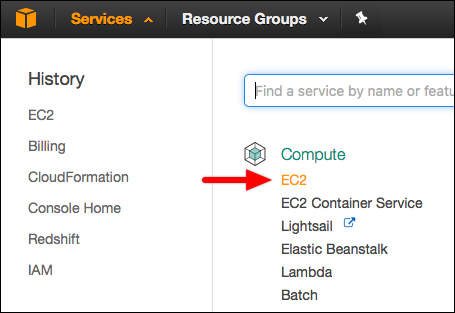 Services
Resource Groups
History
EC2
Billing
CloudFormation
Console Home
Redshift
IAM
Find a service by name or featu
Compute
EC2
EC2 Container Service
Lightsail
Elastic Beanstalk
Lambda
Batch